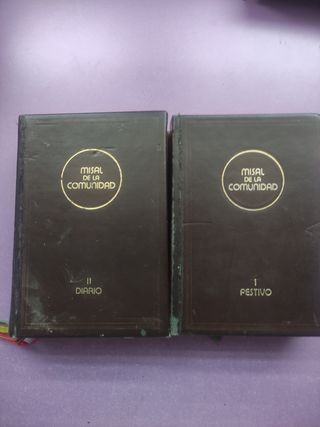 MISAL
DE LA
COMUNIDAD
II
DIARIO
MISAL
DE LA
COMUNIDAD
I
FESTIVO